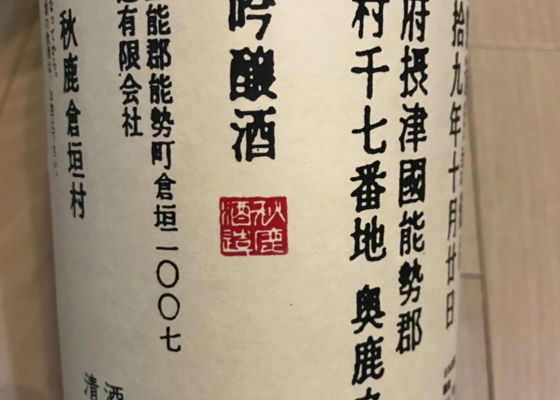 拾九年十月廿日
府摂津國能勢郡
村千七番地 奥鹿
吟醸酒
秋鹿
酒造
能郡能勢町倉垣一〇〇七
有限会社
秋鹿倉垣村
酒
清